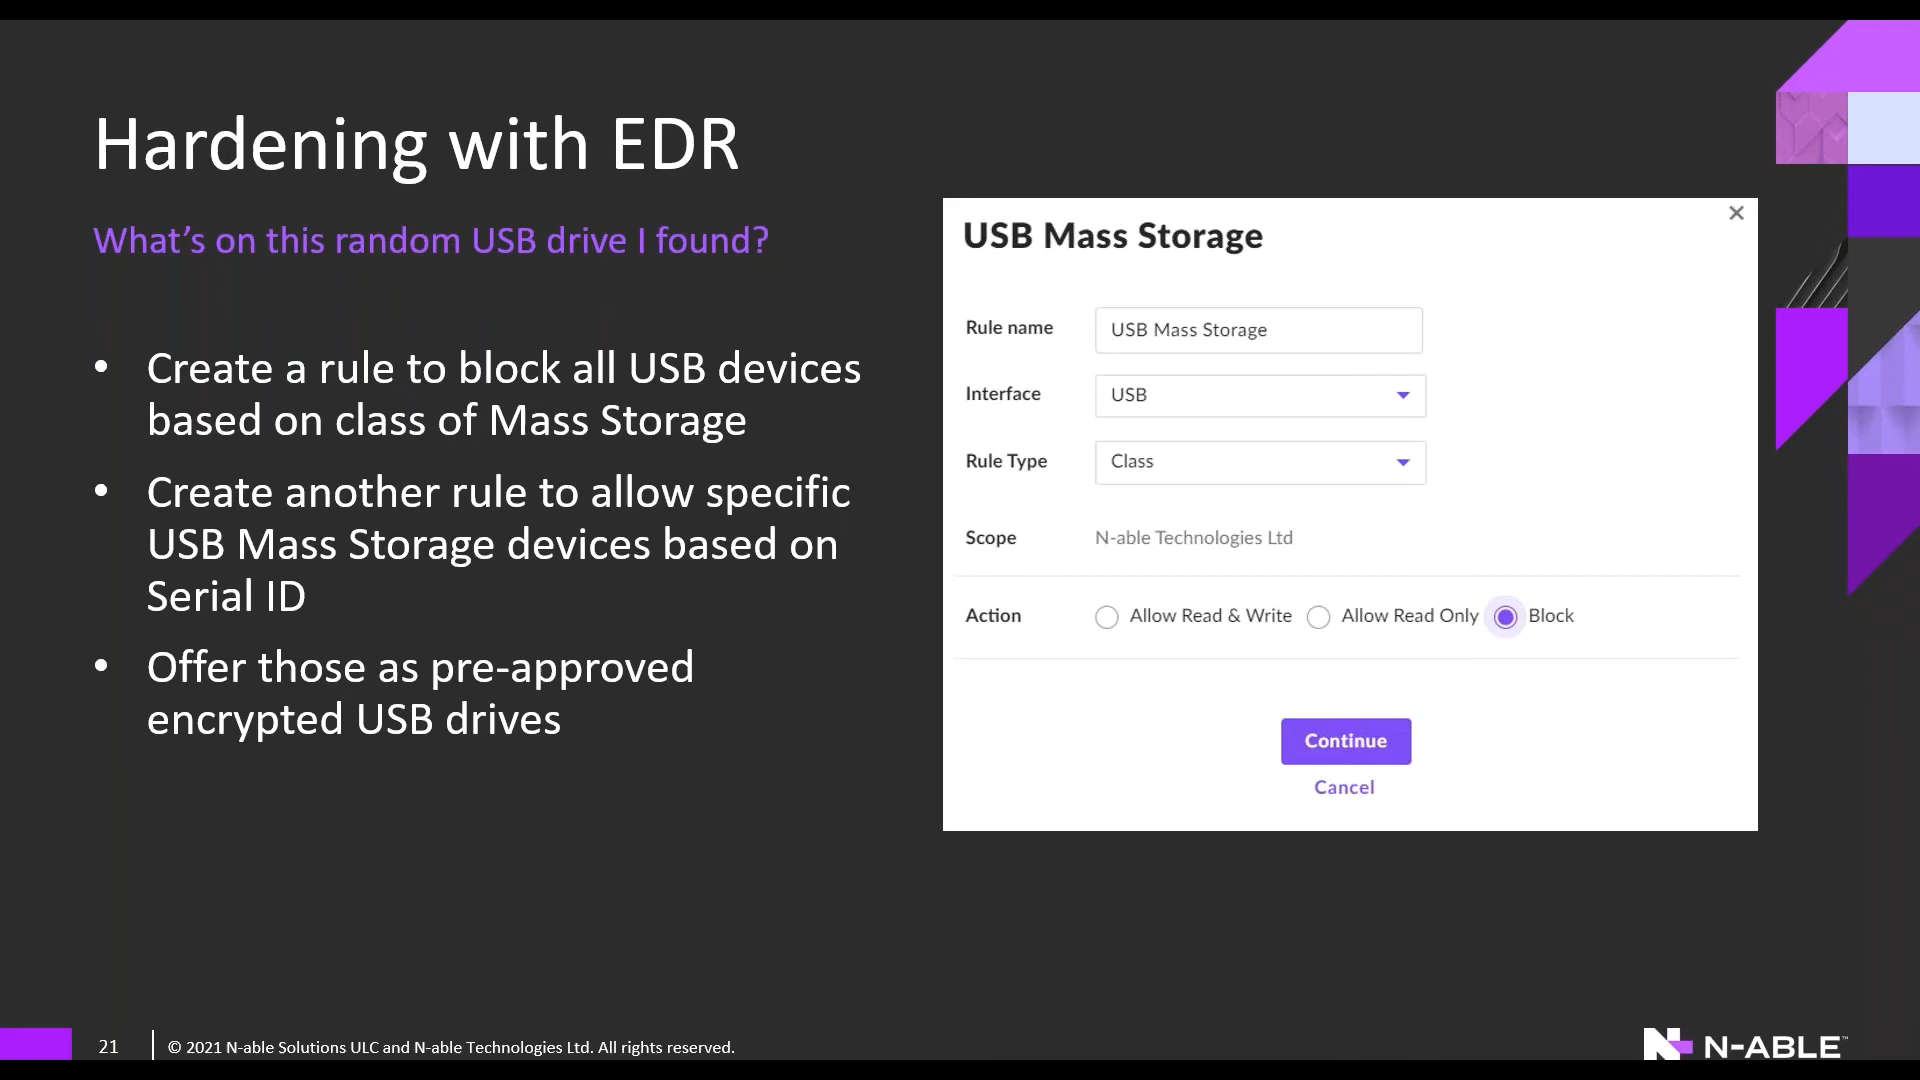 Hardening with EDR
What's on this random USB drive I found?
• Create a rule to block all USB devices
based on class of Mass Storage
• Create another rule to allow specific
USB Mass Storage devices based on
Serial ID
• Offer those as pre-approved
encrypted USB drives
USB Mass Storage
Rule name USB Mass Storage
Interface USB
Rule Type Class
Scope N-able Technologies Ltd
Action Allow Read & Write Allow Read Only Block
Continue
Cancel
21 © 2021 N-able Solutions ULC and N-able Technologies Ltd. All rights reserved.
N-ABLE™